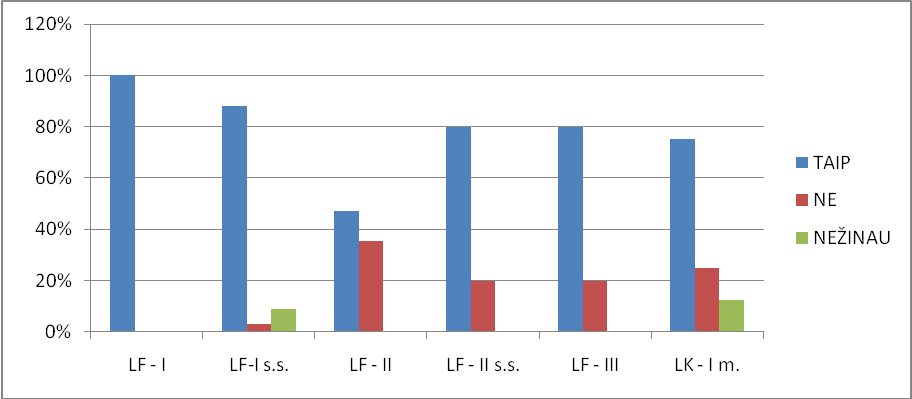 120%
100%
80%
60%
40%
20%
0%
LF - I
LF-I s.s.
LF - II
LF - II s.s.
LF - III
LK - I m.
TAIP
NE
NEŽINAU